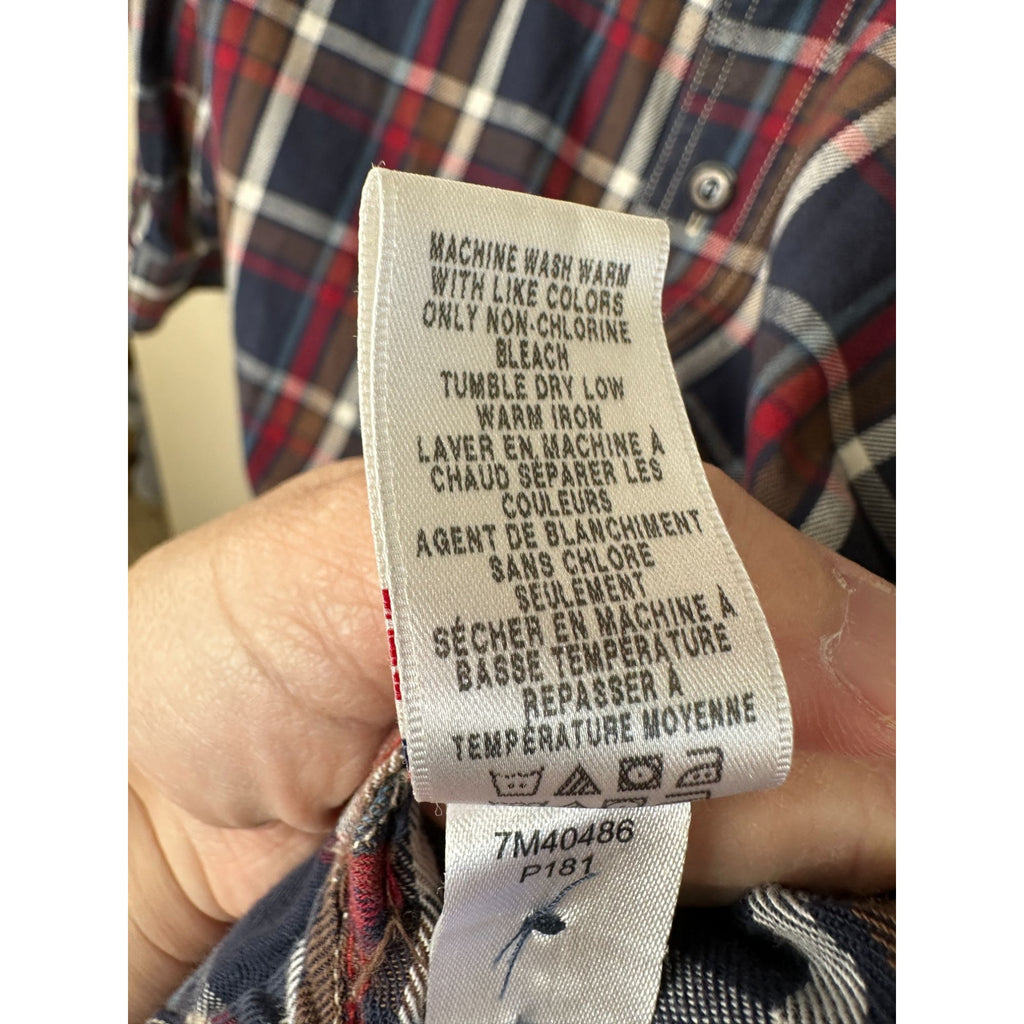 MACHINE WASH WARM
WITH LIKE COLORS
ONLY NON-CHLORINE
BLEACH
TUMBLE DRY LOW
WARM IRON
LAVER EN MACHINE À
CHAUD SÉPARER LES
COULEURS
AGENT DE BLANCHIMENT
SANS CHLORE
SEULEMENT
SÉCHER EN MACHINE À
BASSE TEMPÉRATURE
REPASSER À
TEMPÉRATURE MOYENNE
7M40486
P181